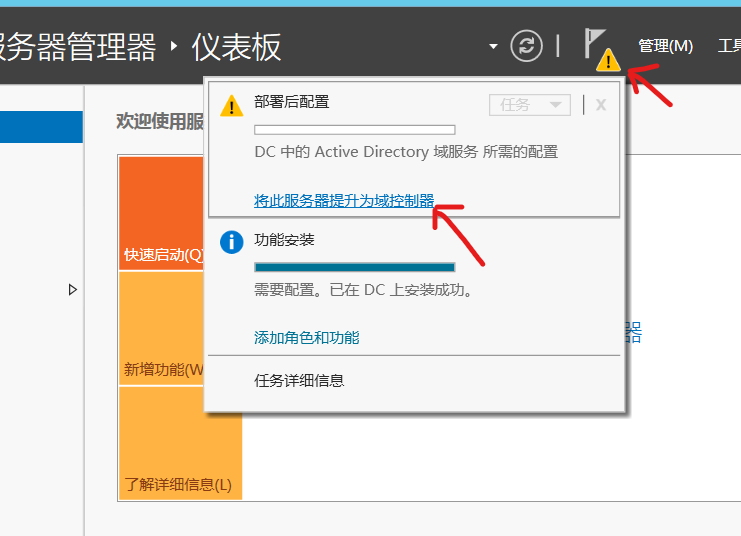 服务器管理器 仪表板
管理(M)
部署后配置
任务
X
欢迎使用服
DC 中的 Active Directory 域服务 所需的配置
将此服务器提升为域控制器
功能安装
快速启动(Q)
需要配置。已在 DC 上安装成功。
器
添加角色和功能
新增功能(W
任务详细信息
了解详细信息(L)